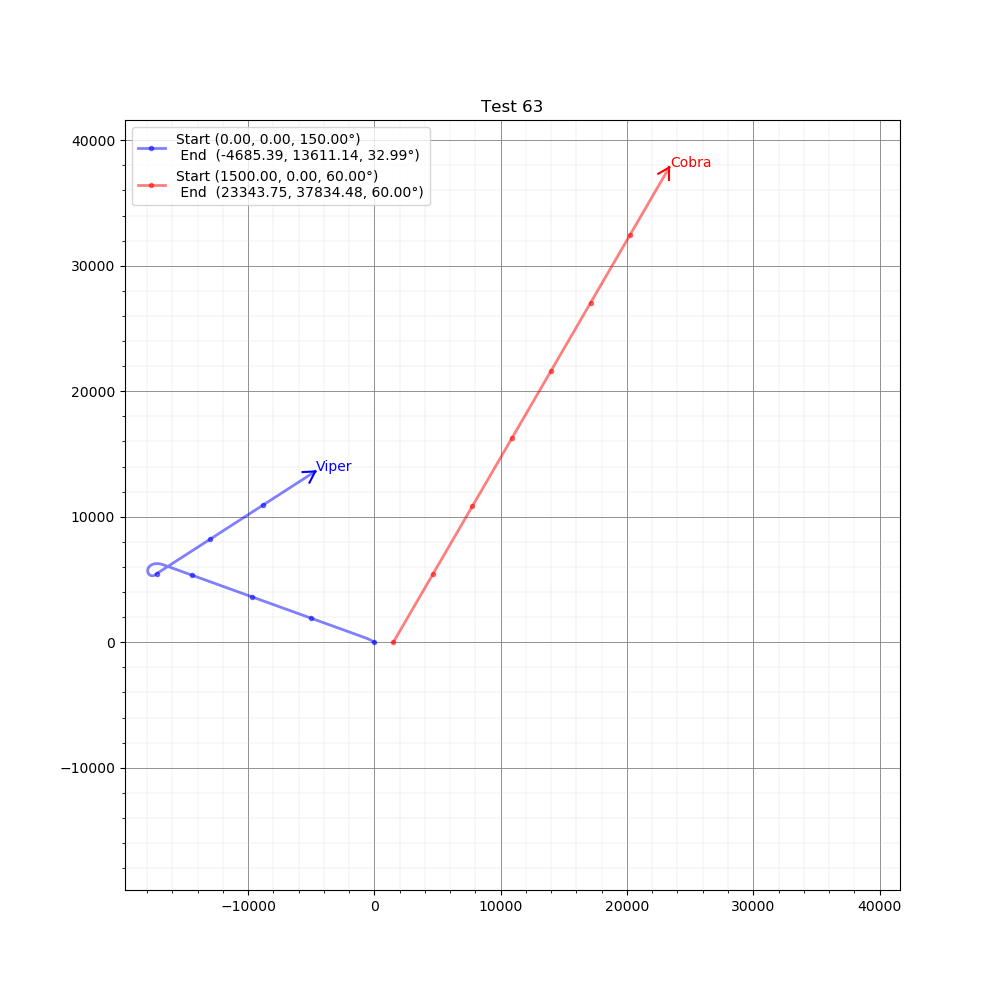 Test 63
Start (0.00, 0.00, 150.00°)
End (-4685.39, 13611.14, 32.99°)
Start (1500.00, 0.00, 60.00°)
End (23343.75, 37834.48, 60.00°)
Cobra
Viper
40000
30000
20000
10000
0
−10000
−10000
0
10000
20000
30000
40000